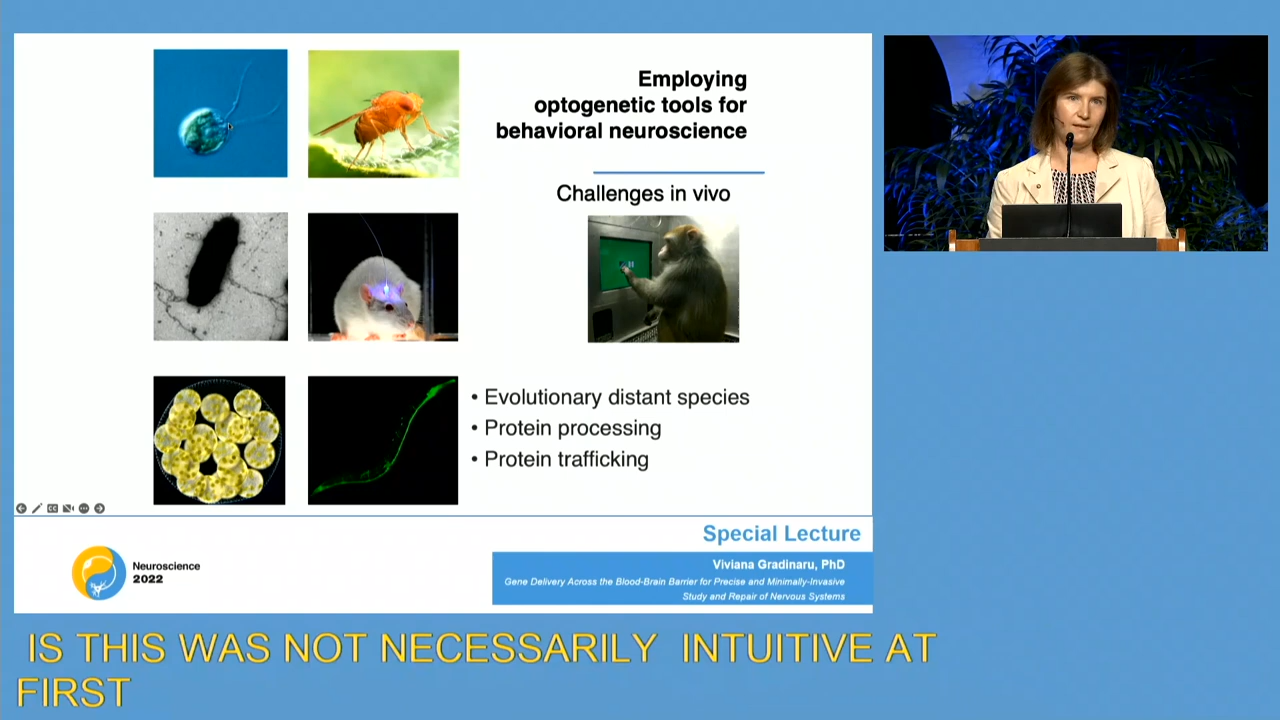 Employing
optogenetic tools for
behavioral neuroscience
Challenges in vivo
• Evolutionary distant species
• Protein processing
• Protein trafficking
Special Lecture
Neuroscience
2022
Viviana Gradinaru, PhD
Gene Delivery Across the Blood-Brain Barrier for Precise and Minimally-Invasive
Study and Repair of Nervous Systems
IS THIS WAS NOT NECESSARILY  INTUITIVE AT
FIRST